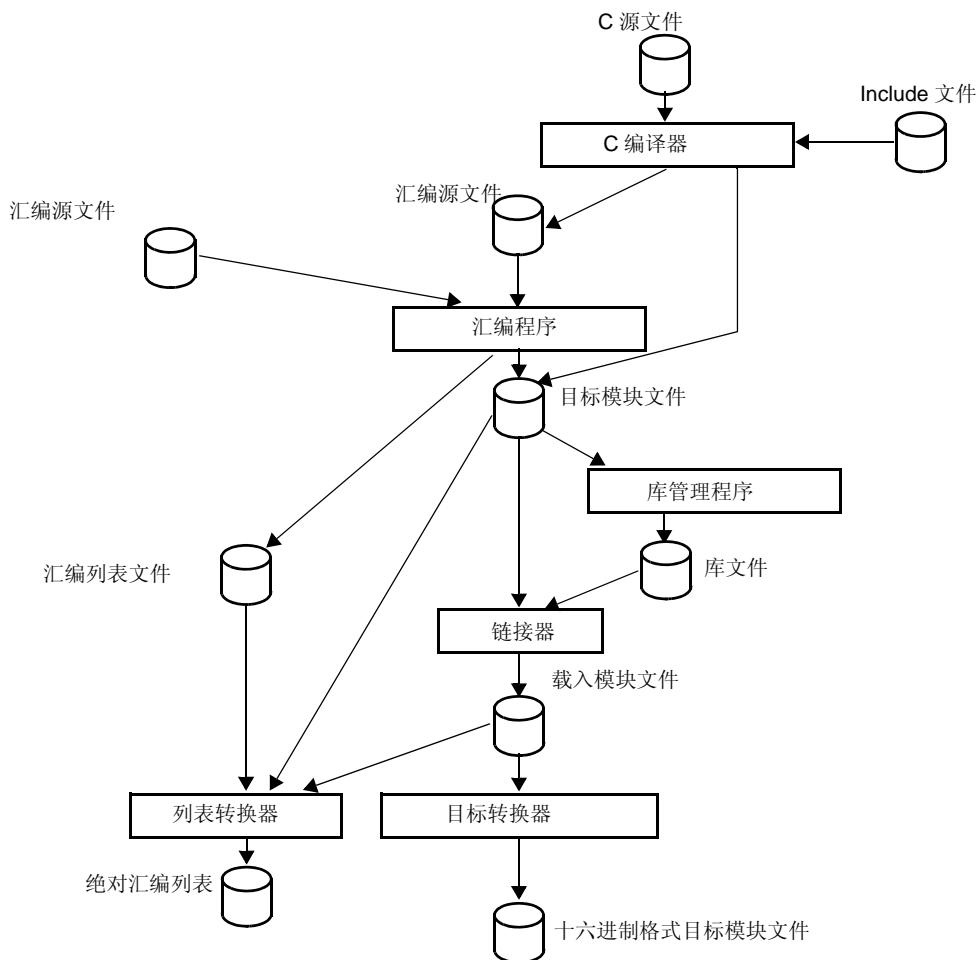 C 源文件
Include 文件
C 编译器
汇编源文件
汇编源文件
汇编程序
目标模块文件
库管理程序
汇编列表文件
库文件
链接器
载入模块文件
列表转换器
目标转换器
绝对汇编列表
十六进制格式目标模块文件